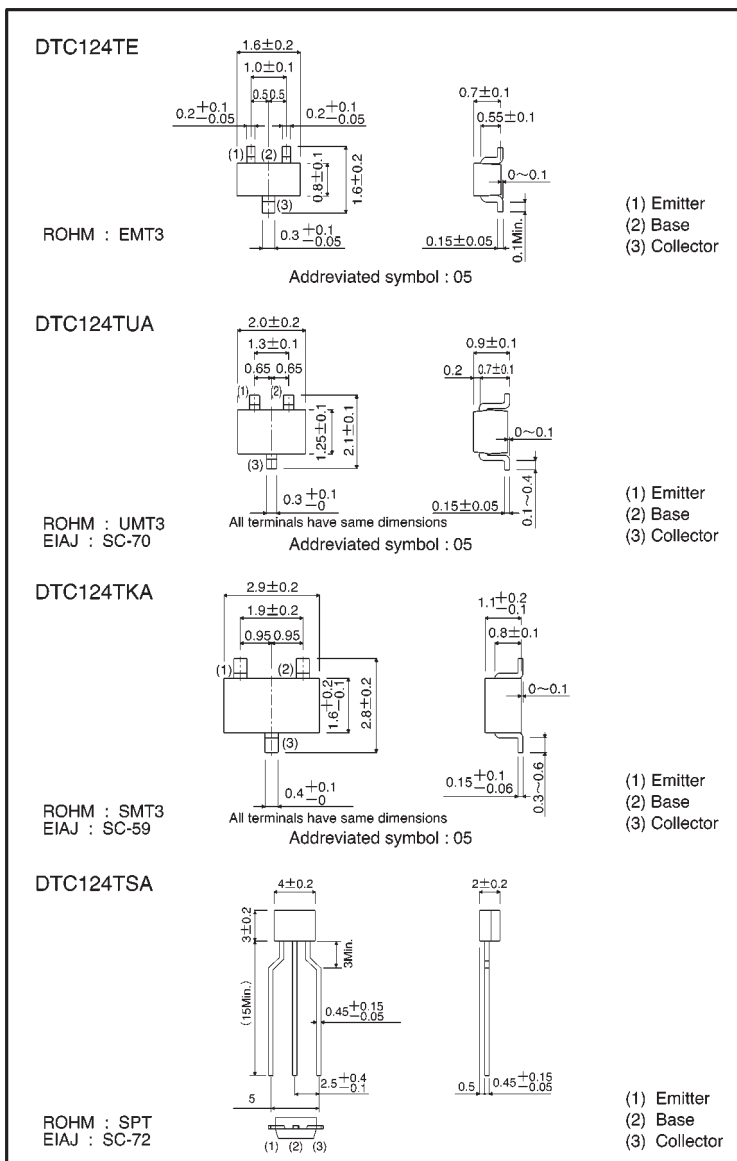 DTC124TE
1.6±0.2
1.0±0.1
0.5 0.5
0.2 +0.1 −0.05
0.2 +0.1 −0.05
(1) (2)
0.8±0.1
1.6±0.2
(3)
0.3 +0.1 −0.05
0.7±0.1
0.55±0.1
0~0.1
0.15±0.05
0.1Min.
ROHM : EMT3
Addreviated symbol : 05
(1) Emitter
(2) Base
(3) Collector
DTC124TUA
2.0±0.2
1.3±0.1
0.65 0.65
(1) (2)
1.25±0.1
2.1±0.1
(3)
0.3 +0.1 −0
0.9±0.1
0.2 0.7±0.1
0~0.1
0.15±0.05
0.1~0.4
ROHM : UMT3
EIAJ : SC-70
All terminals have same dimensions
Addreviated symbol : 05
(1) Emitter
(2) Base
(3) Collector
DTC124TKA
2.9±0.2
1.9±0.2
0.95 0.95
(1) (2)
1.6 +0.2 −0.1
2.8±0.2
(3)
0.4 +0.1 −0
1.1 +0.2 −0.1
0.8±0.1
0~0.1
0.15 +0.1 −0.06
0.3~0.6
ROHM : SMT3
EIAJ : SC-59
All terminals have same dimensions
Addreviated symbol : 05
(1) Emitter
(2) Base
(3) Collector
DTC124TSA
4±0.2
3±0.2
3Min.
(15Min.)
0.45 +0.15 −0.05
2.5 +0.4 −0.1
5
(1) (2) (3)
2±0.2
0.5 0.45 +0.15 −0.05
ROHM : SPT
EIAJ : SC-72
(1) Emitter
(2) Base
(3) Collector